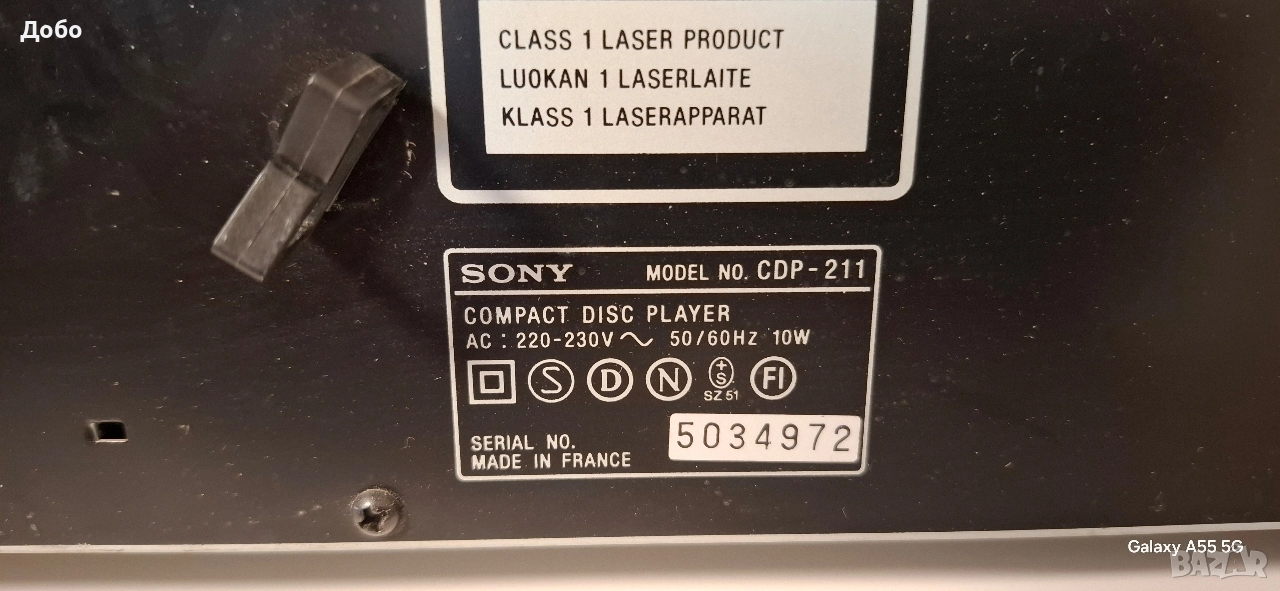 Добо
CLASS 1 LASER PRODUCT
LUOKAN 1 LASERLAITE
KLASS 1 LASERAPPARAT
SONY MODEL NO. CDP-211
COMPACT DISC PLAYER
AC : 220-230V～ 50/60Hz 10W
S D N +S FI
SZ 51
SERIAL NO. 5034972
MADE IN FRANCE
Galaxy A55 5G
BAZAR